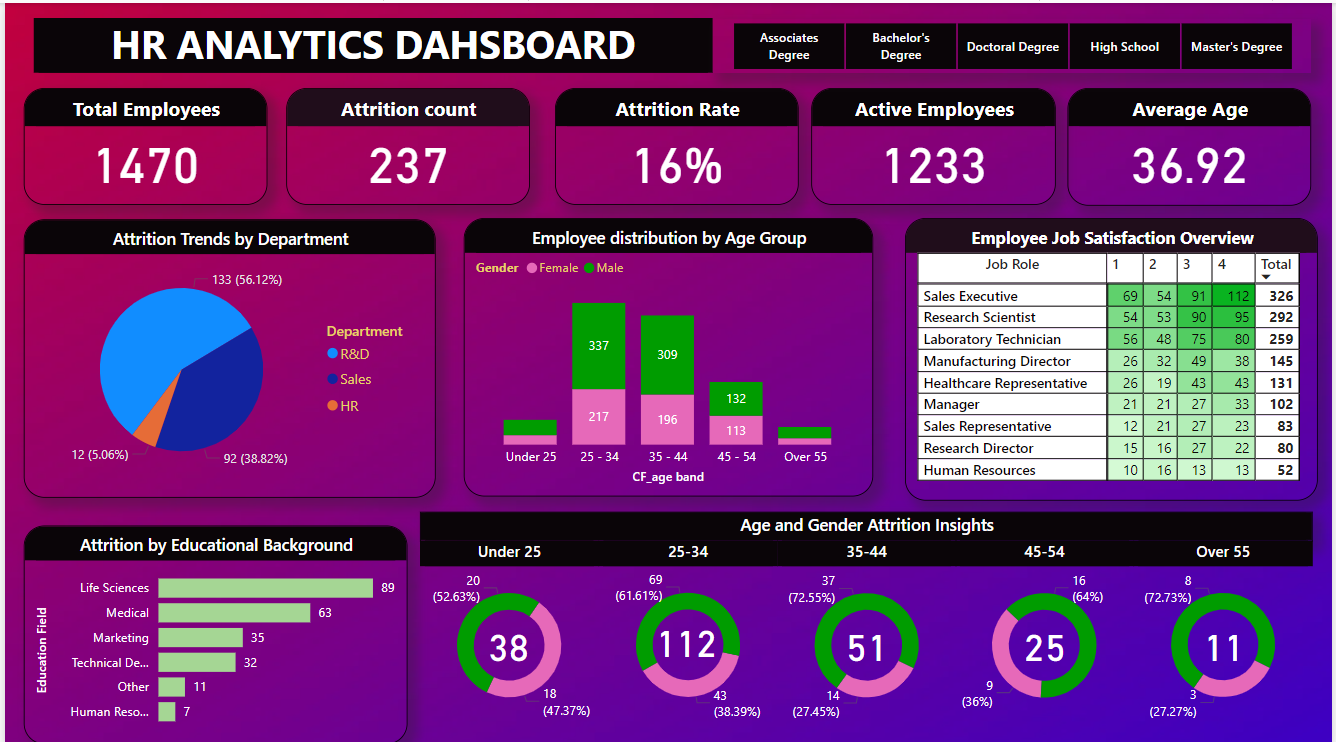 HR ANALYTICS DAHSBOARD
Associates Degree
Bachelor's Degree
Doctoral Degree
High School
Master's Degree
Total Employees
1470
Attrition count
237
Attrition Rate
16%
Active Employees
1233
Average Age
36.92
Attrition Trends by Department
133 (56.12%)
12 (5.06%)
92 (38.82%)
Department
R&D
Sales
HR
Employee distribution by Age Group
Gender Female Male
337 309 132
217 196 113
Under 25 25 - 34 35 - 44 45 - 54 Over 55
CF_age band
Employee Job Satisfaction Overview
Job Role 1 2 3 4 Total
Sales Executive 69 54 91 112 326
Research Scientist 54 53 90 95 292
Laboratory Technician 56 48 75 80 259
Manufacturing Director 26 32 49 38 145
Healthcare Representative 26 19 43 43 131
Manager 21 21 27 33 102
Sales Representative 12 21 27 23 83
Research Director 15 16 27 22 80
Human Resources 10 16 13 13 52
Attrition by Educational Background
Education Field
Life Sciences 89
Medical 63
Marketing 35
Technical De... 32
Other 11
Human Reso... 7
Age and Gender Attrition Insights
Under 25
20
(52.63%)
38
18
(47.37%)
25-34
69
(61.61%)
112
43
(38.39%)
35-44
37
(72.55%)
51
14
(27.45%)
45-54
16
(64%)
25
9
(36%)
Over 55
8
(72.73%)
11
3
(27.27%)